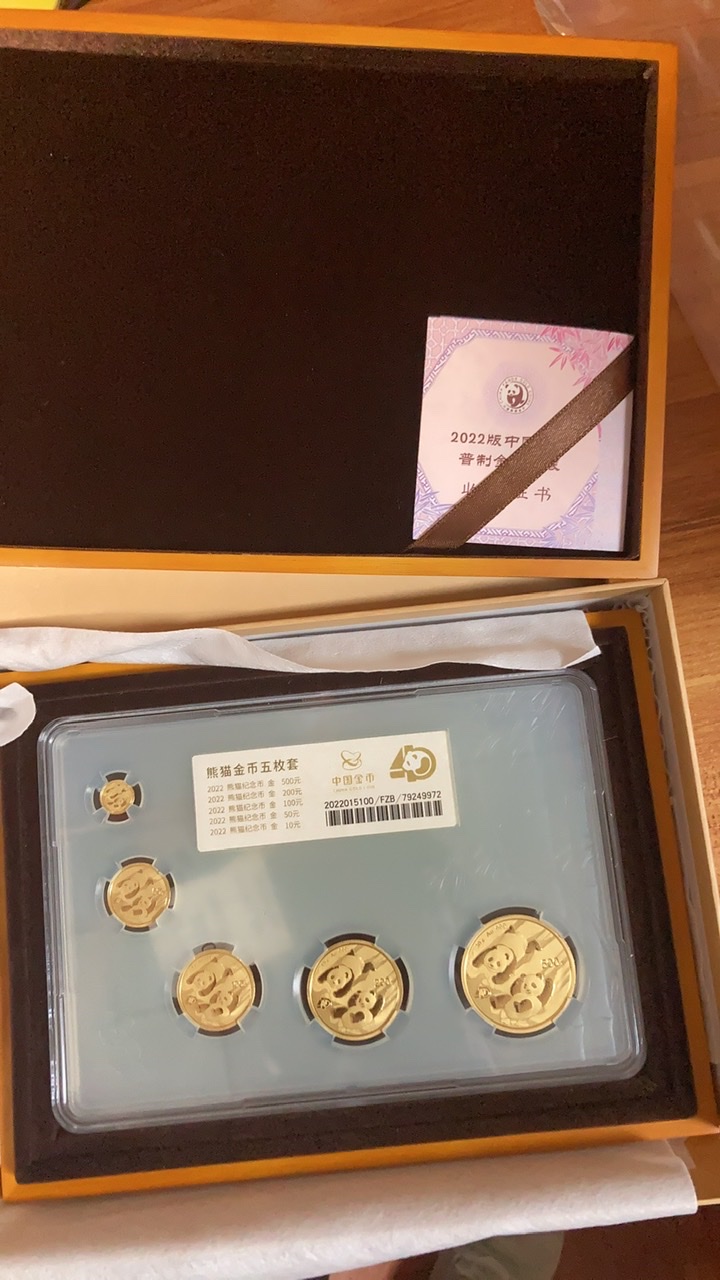 2022版中国
普制金
收 证书
熊猫金币五枚套
2022 熊猫纪念币 金 500元
2022 熊猫纪念币 金 200元
2022 熊猫纪念币 金 100元
2022 熊猫纪念币 金 50元
2022 熊猫纪念币 金 10元
中国金币
40
2022015100/FZB/79249972
500